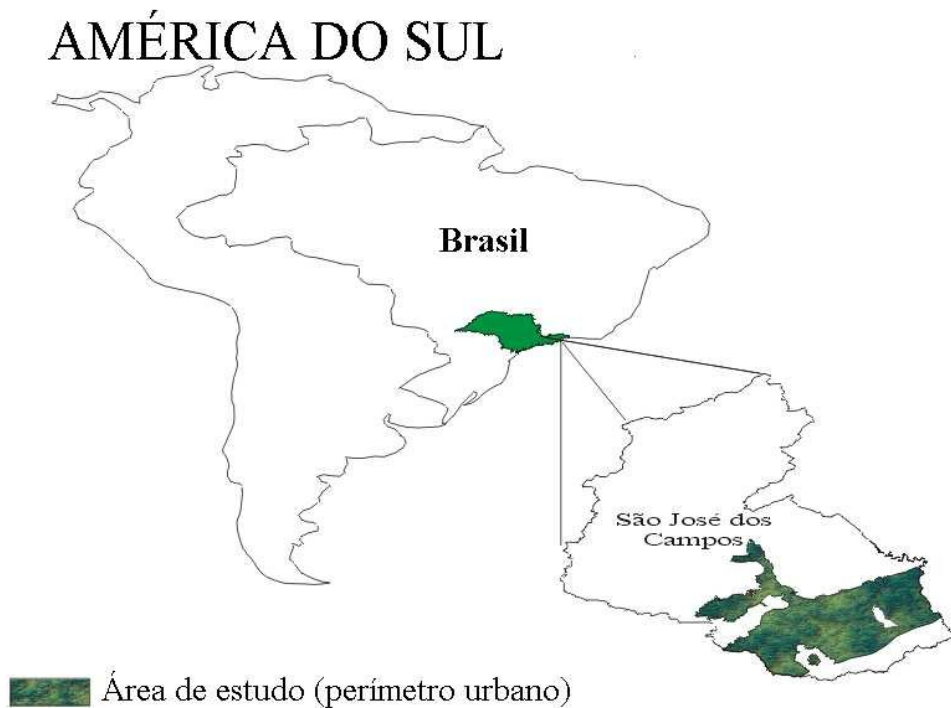 AMÉRICA DO SUL
Brasil
São José dos
Campos
Área de estudo (perímetro urbano)